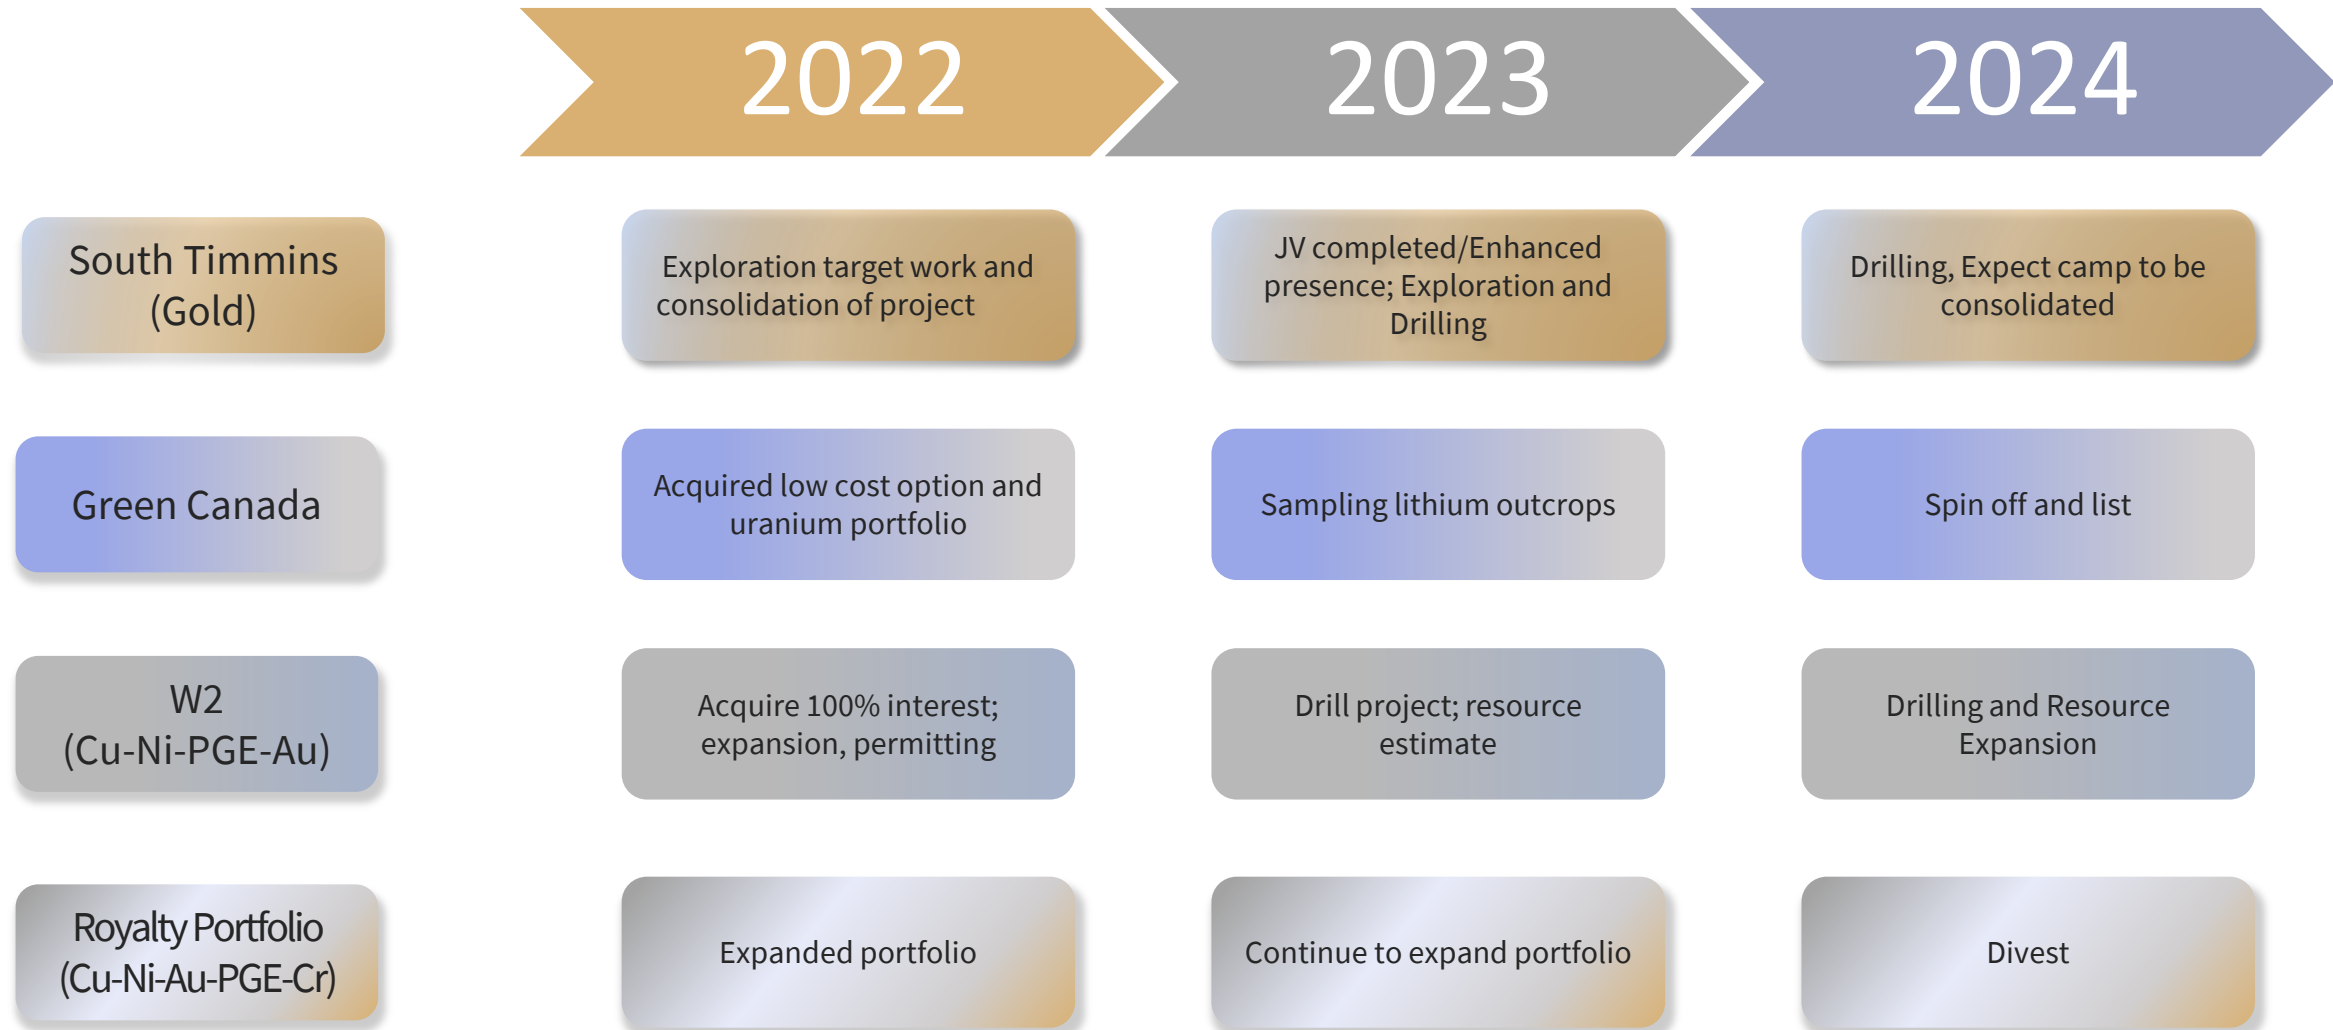 2022
2023
2024
South Timmins
(Gold)
Exploration target work and
consolidation of project
JV completed/Enhanced
presence; Exploration and
Drilling
Drilling, Expect camp to be
consolidated
Green Canada
Acquired low cost option and
uranium portfolio
Sampling lithium outcrops
Spin off and list
W2
(Cu-Ni-PGE-Au)
Acquire 100% interest;
expansion, permitting
Drill project; resource
estimate
Drilling and Resource
Expansion
Royalty Portfolio
(Cu-Ni-Au-PGE-Cr)
Expanded portfolio
Continue to expand portfolio
Divest